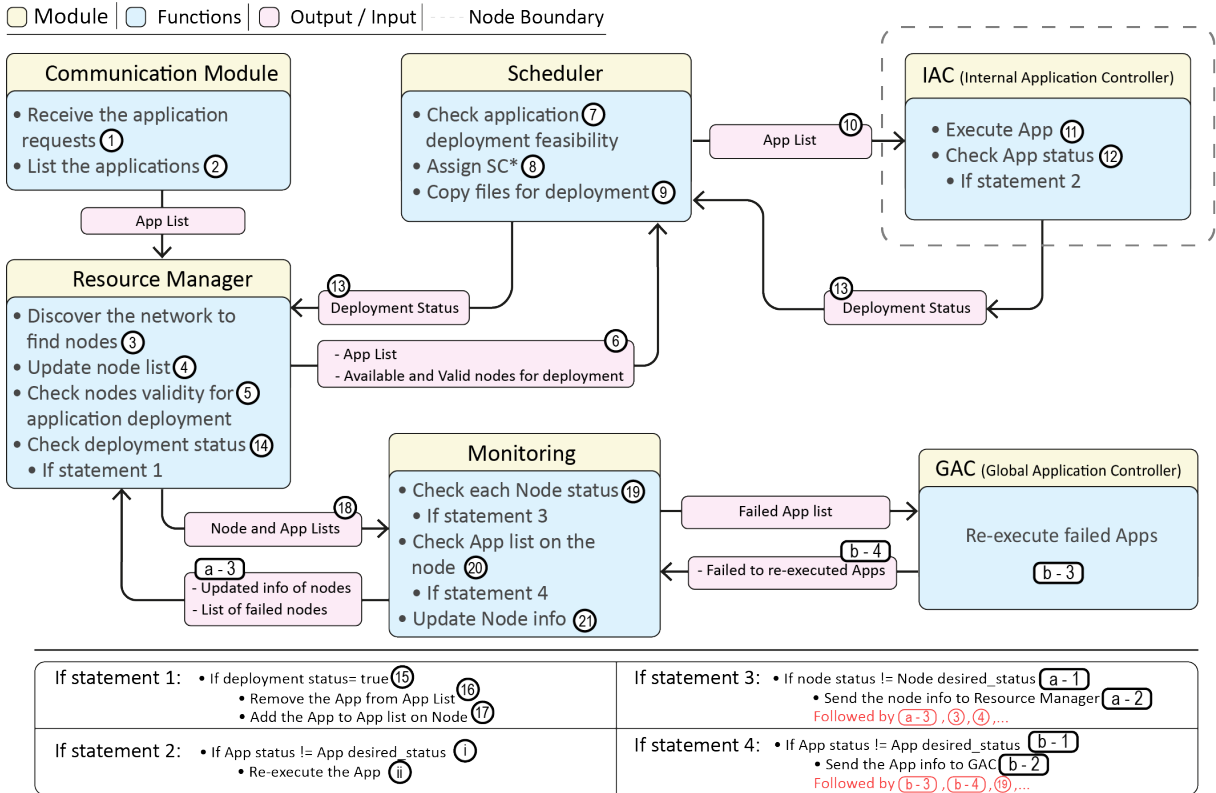 Module | Functions | Output / Input | Node Boundary
Communication Module
• Receive the application
requests 1
• List the applications 2
App List
Scheduler
• Check application 7
deployment feasibility
• Assign SC* 8
• Copy files for deployment 9
10
App List
IAC (Internal Application Controller)
• Execute App 11
• Check App status 12
• If statement 2
Resource Manager
• Discover the network to
find nodes 3
• Update node list 4
• Check nodes validity for 5
application deployment
• Check deployment status 14
• If statement 1
13
Deployment Status
13
Deployment Status
6
- App List
- Available and Valid nodes for deployment
18
Node and App Lists
a - 3
- Updated info of nodes
- List of failed nodes
Monitoring
• Check each Node status 19
• If statement 3
• Check App list on the
node 20
• If statement 4
• Update Node info 21
Failed App list
b - 4
- Failed to re-executed Apps
GAC (Global Application Controller)
Re-execute failed Apps
b - 3
If statement 1: • If deployment status= true 15
• Remove the App from App List 16
• Add the App to App list on Node 17
If statement 2: • If App status != App desired_status i
• Re-execute the App ii
If statement 3: • If node status != Node desired_status a - 1
• Send the node info to Resource Manager a - 2
Followed by a - 3 , 3 , 4 ,...
If statement 4: • If App status != App desired_status b - 1
• Send the App info to GAC b - 2
Followed by b - 3 , b - 4 , 19 ,...